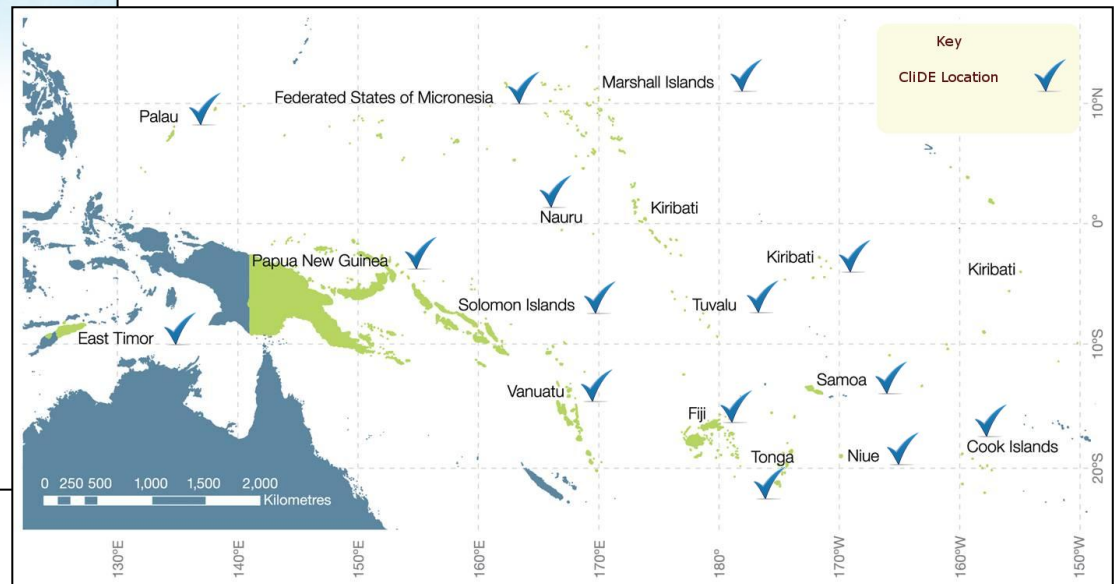 Key
CliDE Location
Marshall Islands
Federated States of Micronesia
Palau
10°N
Nauru
Kiribati
0°
Papua New Guinea
Kiribati
Kiribati
Solomon Islands
Tuvalu
East Timor
10°S
Samoa
Vanuatu
Fiji
Cook Islands
Tonga
Niue
20°S
0 250 500 1,000 1,500 2,000
Kilometres
130°E 140°E 150°E 160°E 170°E 180° 170°W 160°W 150°W